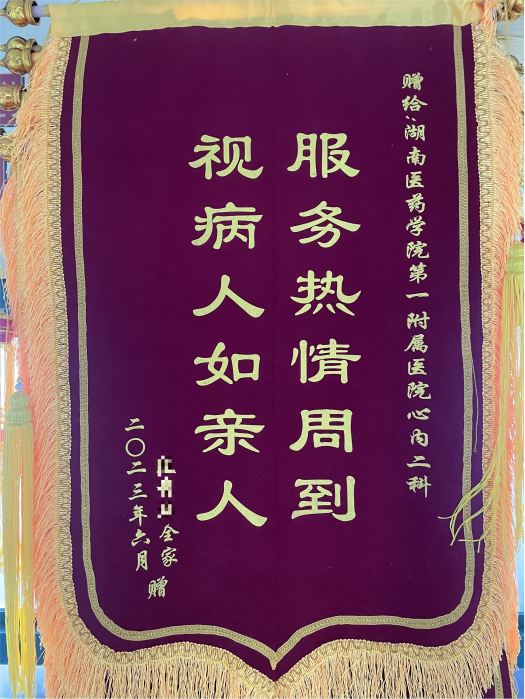 赠给:湖南医药学院第一附属医院心内二科
服务热情周到
视病人如亲人
全家
二〇二三年六月 赠